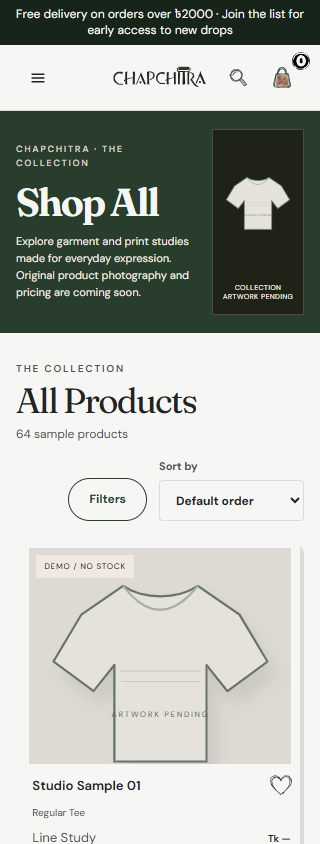 Free delivery on orders over ৳2000 · Join the list for
early access to new drops
CHAPCHITRA
0
CHAPCHITRA · THE
COLLECTION
Shop All
Explore garment and print studies
made for everyday expression.
Original product photography and
pricing are coming soon.
COLLECTION
ARTWORK PENDING
THE COLLECTION
All Products
64 sample products
Sort by
Filters
Default order
DEMO / NO STOCK
ARTWORK PENDING
Studio Sample 01
Regular Tee
Line Study
Tk —